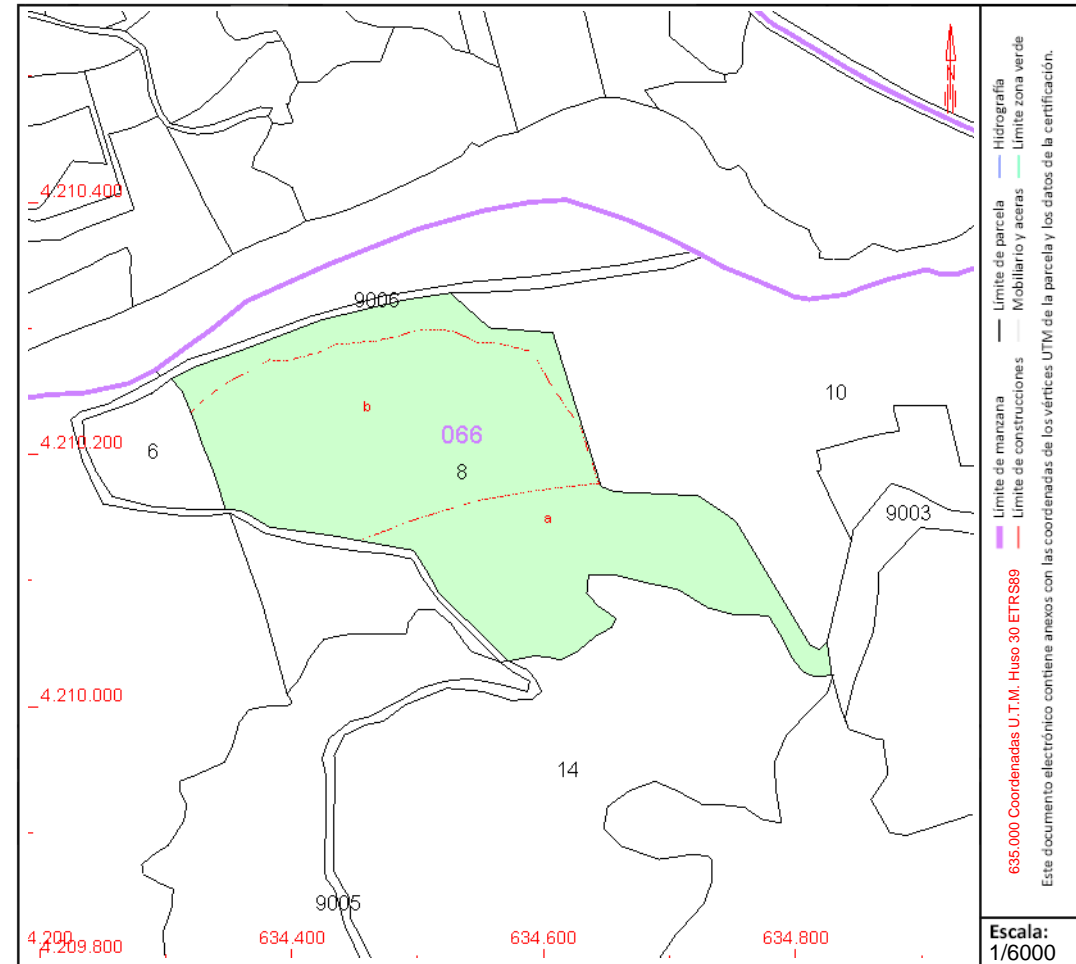 4.210.400
9006
b
10
066
4.210.200
6
8
a
9003
4.210.000
14
9005
4.200
4.209.800
634.400
634.600
634.800
N
Límite de manzana
Límite de parcela
Hidrografía
Límite de construcciones
Mobiliario y aceras
Límite zona verde
635.000 Coordenadas U.T.M. Huso 30 ETRS89
Este documento electrónico contiene anexos con las coordenadas de los vértices UTM de la parcela y los datos de la certificación.
Escala:
1/6000